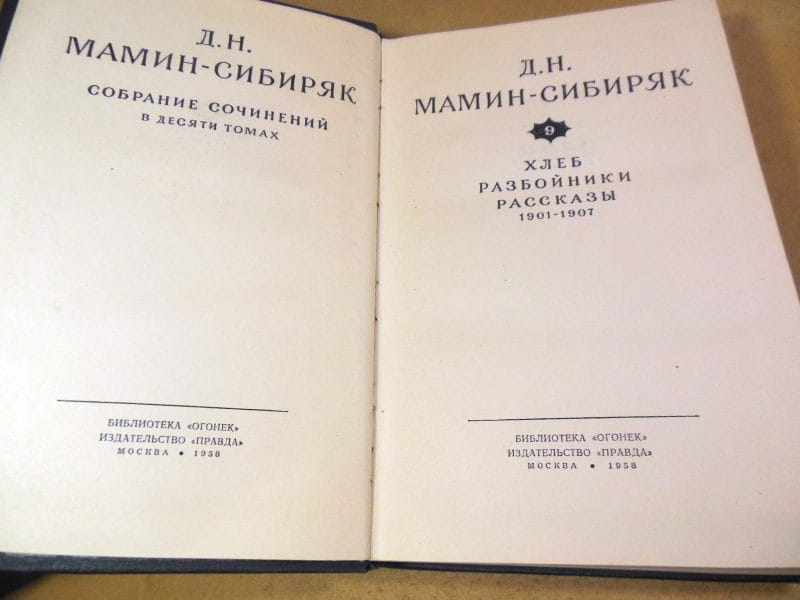 Д. Н.
МАМИН-СИБИРЯК
СОБРАНИЕ СОЧИНЕНИЙ
В ДЕСЯТИ ТОМАХ
БИБЛИОТЕКА «ОГОНЕК»
ИЗДАТЕЛЬСТВО «ПРАВДА»
МОСКВА • 1958
Д. Н.
МАМИН-СИБИРЯК
9
ХЛЕБ
РАЗБОЙНИКИ
РАССКАЗЫ
1901-1907
БИБЛИОТЕКА «ОГОНЕК»
ИЗДАТЕЛЬСТВО «ПРАВДА»
МОСКВА • 1958